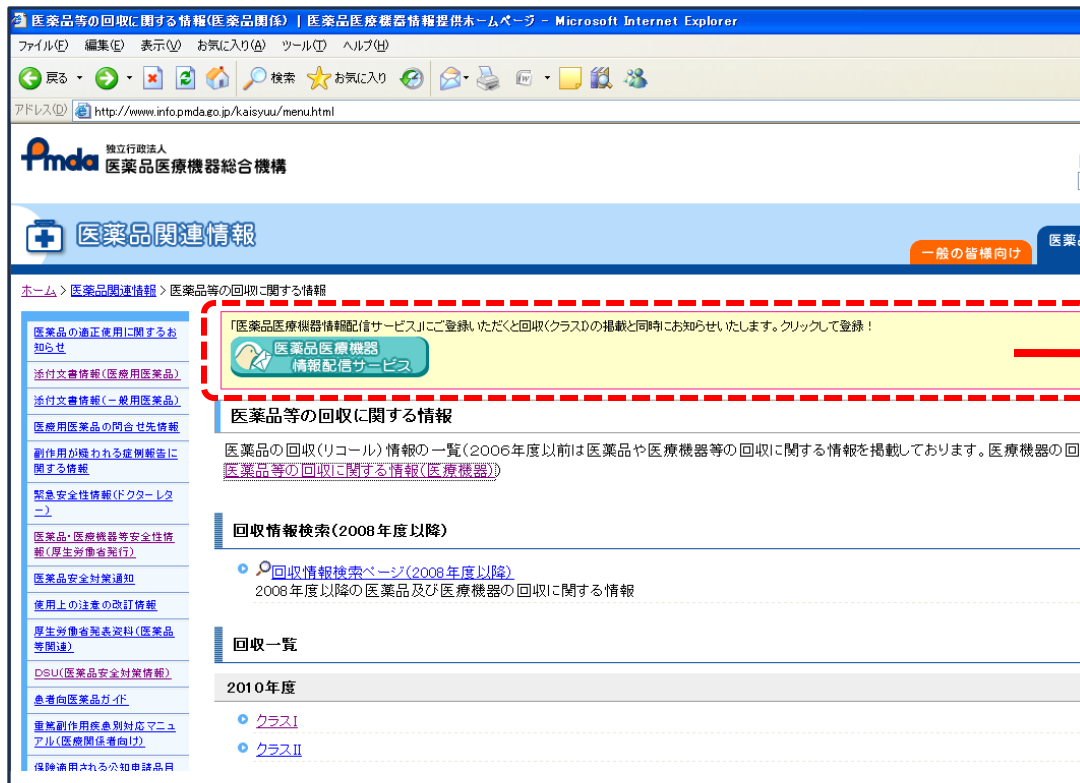 医薬品等の回収に関する情報(医薬品関係) | 医薬品医療機器情報提供ホームページ - Microsoft Internet Explorer
ファイル(F) 編集(E) 表示(V) お気に入り(A) ツール(T) ヘルプ(H)
戻る 検索 お気に入り
アドレス(D) http://www.info.pmda.go.jp/kaisyuu/menu.html
Pmda 独立行政法人
医薬品医療機器総合機構
医薬品関連情報
一般の皆様向け
医薬品
ホーム > 医薬品関連情報 > 医薬品等の回収に関する情報
医薬品の適正使用に関するお
知らせ
添付文書情報(医療用医薬品)
添付文書情報(一般用医薬品)
医療用医薬品の問合せ先情報
副作用が疑われる症例報告に
関する情報
緊急安全性情報(ドクターレタ
ー)
医薬品・医療機器等安全性情
報(厚生労働省発行)
医薬品安全対策通知
使用上の注意の改訂情報
厚生労働省発表資料(医薬品
等関連)
DSU(医薬品安全対策情報)
患者向医薬品ガイド
重篤副作用疾患別対応マニュ
アル(医療関係者向け)
保険適用される公知申請品目
「医薬品医療機器情報配信サービス」にご登録いただくと回収(クラスI)の掲載と同時にお知らせいたします。クリックして登録！
医薬品医療機器
情報配信サービス
医薬品等の回収に関する情報
医薬品の回収(リコール)情報の一覧(2006年度以前は医薬品や医療機器等の回収に関する情報を掲載しております。医療機器の回
医薬品等の回収に関する情報(医療機器))
回収情報検索(2008年度以降)
回収情報検索ページ(2008年度以降)
2008年度以降の医薬品及び医療機器の回収に関する情報
回収一覧
2010年度
クラスI
クラスII